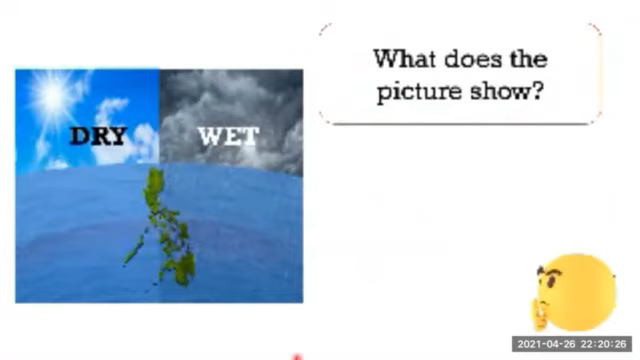 What does the
picture show?
DRY
WET
2021-04-26 22:20:26